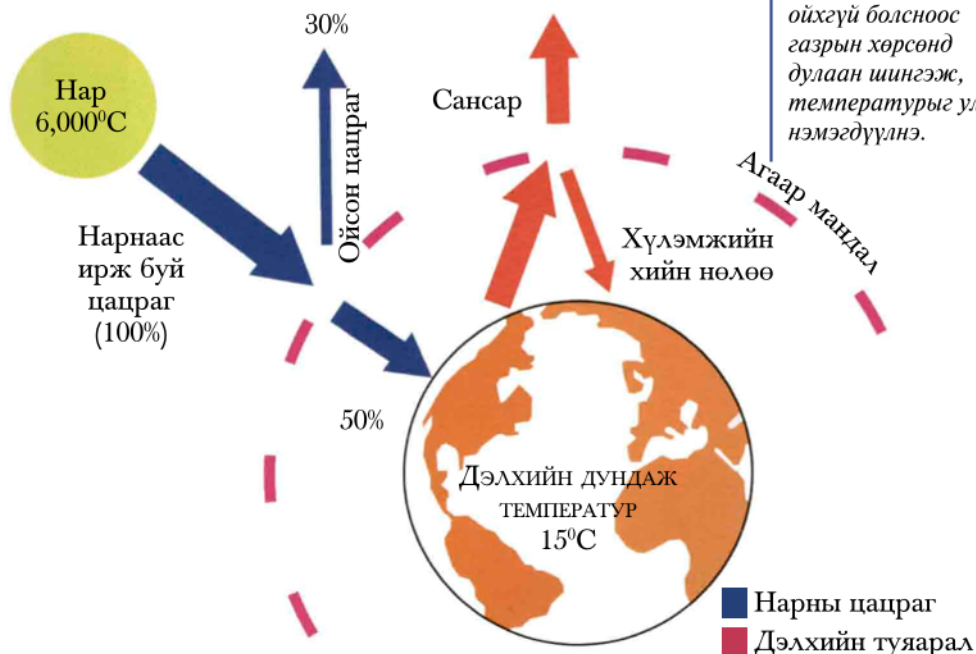 30%
Нар
6,000⁰C
Ойсон цацраг
Сансар
ойхгүй болсноос
газрын хөрсөнд
дулаан шингэж,
температурыг
нэмэгдүүлнэ.
Агаар мандал
Нарнаас
ирж буй
цацраг
(100%)
Хүлэмжийн
хийн нөлөө
50%
Дэлхийн дундаж
температур
15⁰C
Нарны цацраг
Дэлхийн туяарал